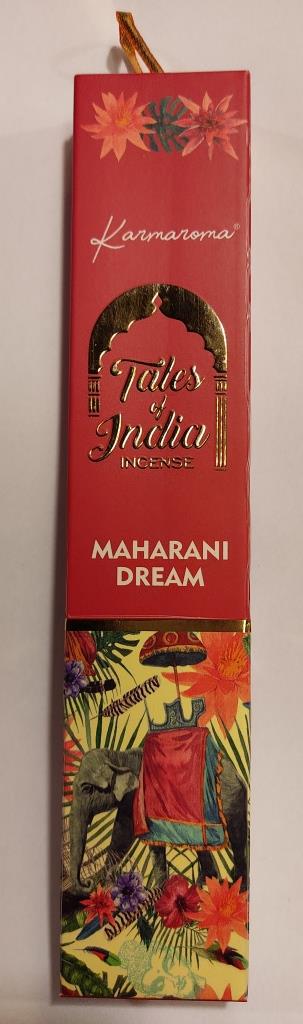 Karmaroma®
Tales
of
India
INCENSE
MAHARANI
DREAM